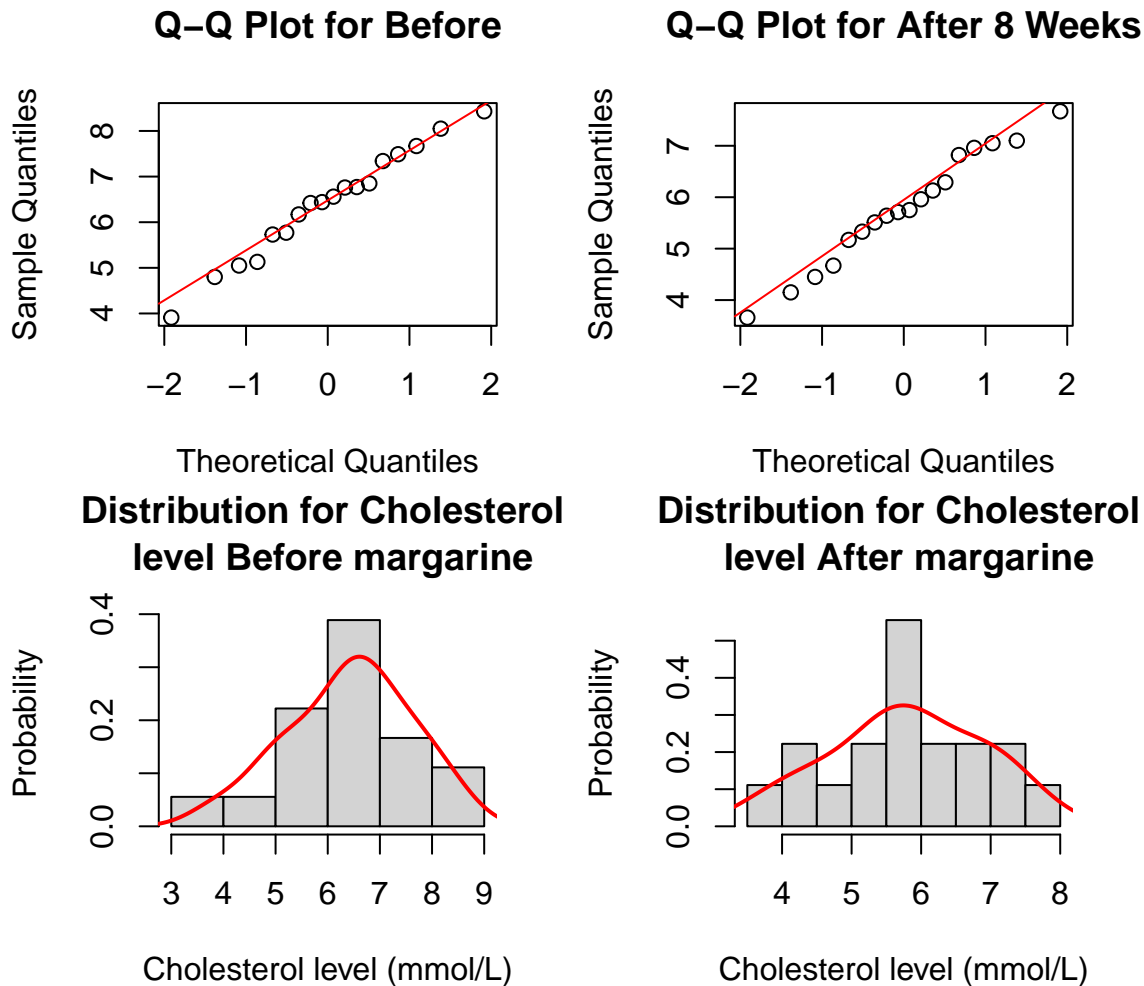 Q−Q Plot for Before
Sample Quantiles
8
7
6
5
4
−2 −1 0 1 2
Theoretical Quantiles
Q−Q Plot for After 8 Weeks
Sample Quantiles
7
6
5
4
−2 −1 0 1 2
Theoretical Quantiles
Distribution for Cholesterol
level Before margarine
Probability
0.4
0.2
0.0
3 4 5 6 7 8 9
Cholesterol level (mmol/L)
Distribution for Cholesterol
level After margarine
Probability
0.4
0.2
0.0
4 5 6 7 8
Cholesterol level (mmol/L)